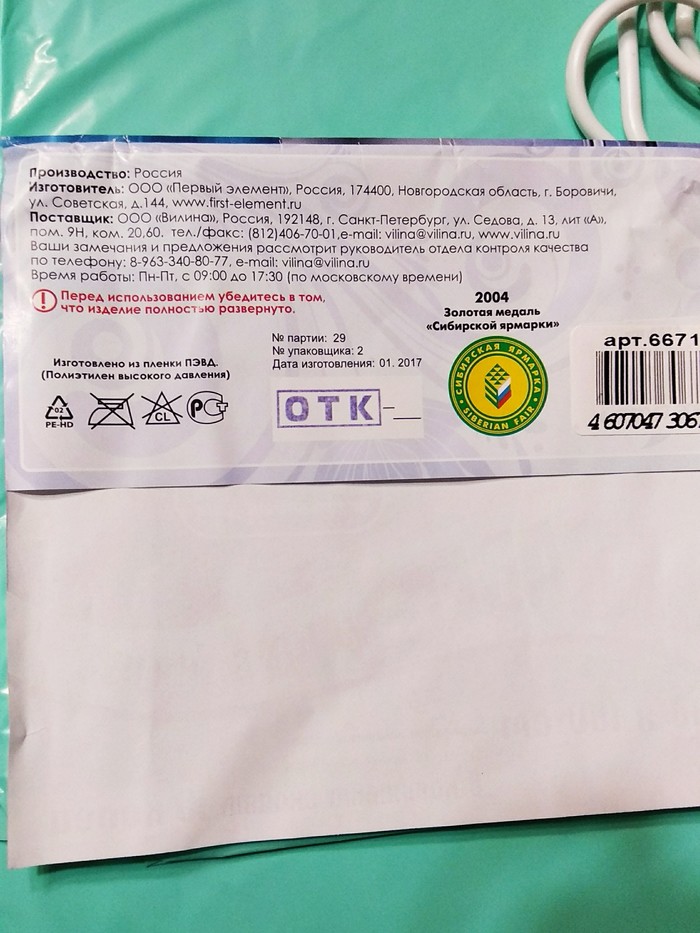 Производство: Россия
Изготовитель: ООО «Первый элемент», Россия, 174400, Новгородская область, г. Боровичи,
ул. Советская, д.144, www.first-element.ru
Поставщик: ООО «Вилина», Россия, 192148, г. Санкт-Петербург, ул. Седова, д. 13, лит «А»,
пом. 9Н, ком. 20,60. тел./факс: (812)406-70-01,e-mail: vilina@vilina.ru, www.vilina.ru
Ваши замечания и предложения рассмотрит руководитель отдела контроля качества
по телефону: 8-963-340-80-77, e-mail: vilina@vilina.ru
Время работы: Пн-Пт, с 09:00 до 17:30 (по московскому времени)
! Перед использованием убедитесь в том,
что изделие полностью развернуто.
Изготовлено из пленки ПЭВД.
(Полиэтилен высокого давления)
02
PE-HD
CL
РСТ
№ партии: 29
№ упаковщика: 2
Дата изготовления: 01. 2017
ОТК
2004
Золотая медаль
«Сибирской ярмарки»
СИБИРСКАЯ ЯРМАРКА
SIBERIAN FAIR
арт.6671
4 607047 3067